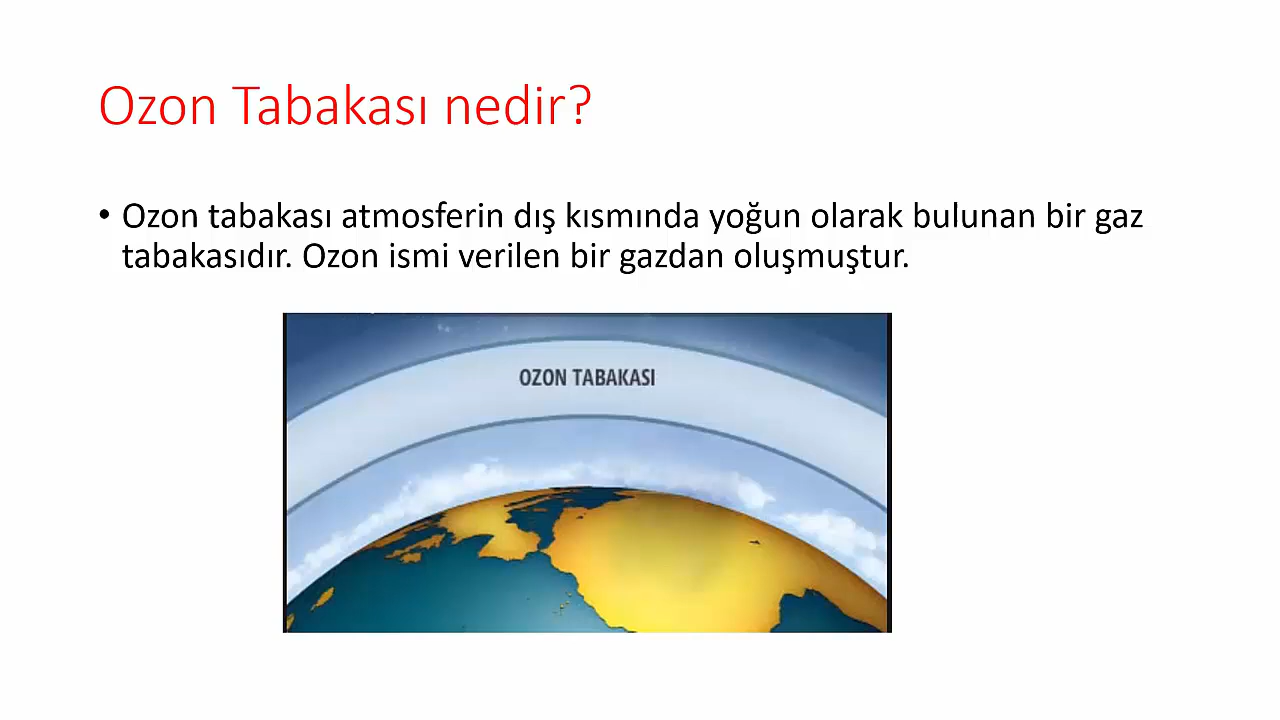 Ozon Tabakası nedir?
• Ozon tabakası atmosferin dış kısmında yoğun olarak bulunan bir gaz
tabakasıdır. Ozon ismi verilen bir gazdan oluşmuştur.
OZON TABAKASI